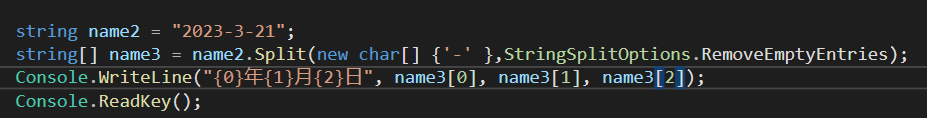 string name2 = "2023-3-21";
string[] name3 = name2.Split(new char[] {'-' },StringSplitOptions.RemoveEmptyEntries);
Console.WriteLine("{0}年{1}月{2}日", name3[0], name3[1], name3[2]);
Console.ReadKey();